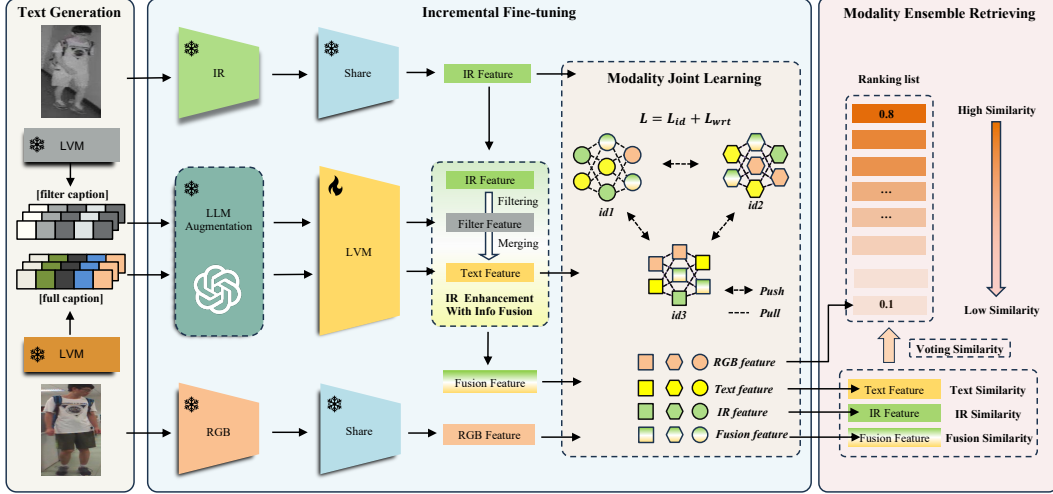 Text Generation
LVM
[filter caption]
[full caption]
LVM
Incremental Fine-tuning
IR
Share
IR Feature
LLM
Augmentation
LVM
IR Feature
Filtering
Filter Feature
Merging
Text Feature
IR Enhancement
With Info Fusion
Fusion Feature
RGB
Share
RGB Feature
Modality Joint Learning
L = L_id + L_wrt
id1
id2
id3
Push
Pull
RGB feature
Text feature
IR feature
Fusion feature
Modality Ensemble Retrieving
Ranking list
0.8
...
...
0.1
High Similarity
Low Similarity
Voting Similarity
Text Feature Text Similarity
IR Feature IR Similarity
Fusion Feature Fusion Similarity